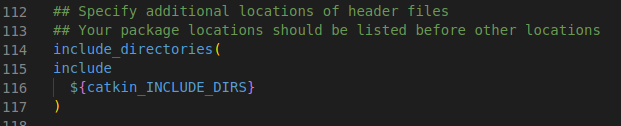 112 ## Specify additional locations of header files
113 ## Your package locations should be listed before other locations
114 include_directories(
115 include
116 ${catkin_INCLUDE_DIRS}
117 )
118